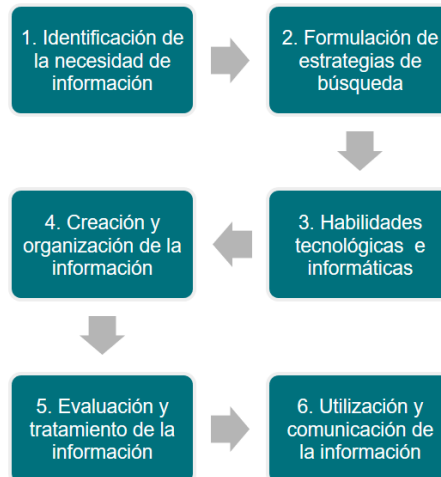 1. Identificación de
la necesidad de
información
2. Formulación de
estrategias de
búsqueda
3. Habilidades
tecnológicas e
informáticas
4. Creación y
organización de la
información
5. Evaluación y
tratamiento de la
información
6. Utilización y
comunicación de
la información